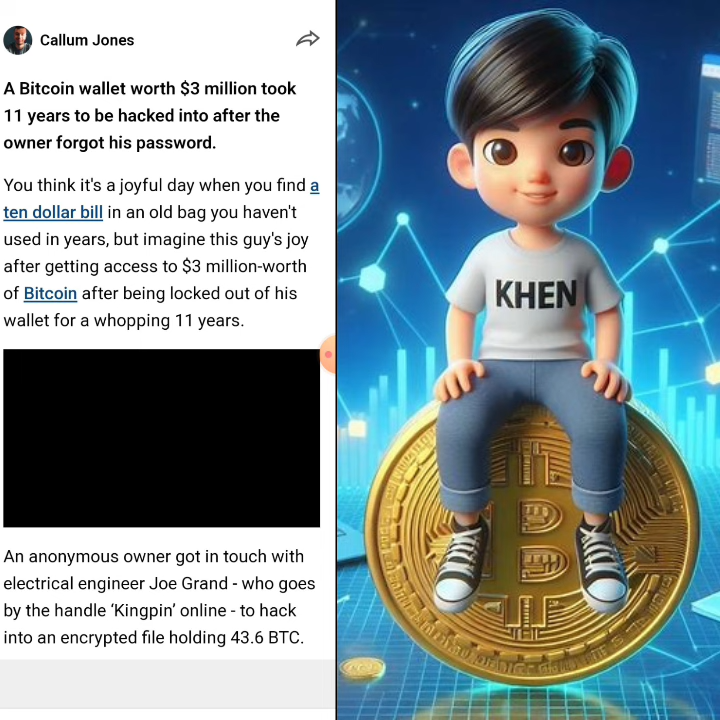 Callum Jones
A Bitcoin wallet worth $3 million took
11 years to be hacked into after the
owner forgot his password.
You think it's a joyful day when you find a
ten dollar bill in an old bag you haven't
used in years, but imagine this guy's joy
after getting access to $3 million-worth
of Bitcoin after being locked out of his
wallet for a whopping 11 years.
An anonymous owner got in touch with
electrical engineer Joe Grand - who goes
by the handle ‘Kingpin’ online - to hack
into an encrypted file holding 43.6 BTC.
KHEN